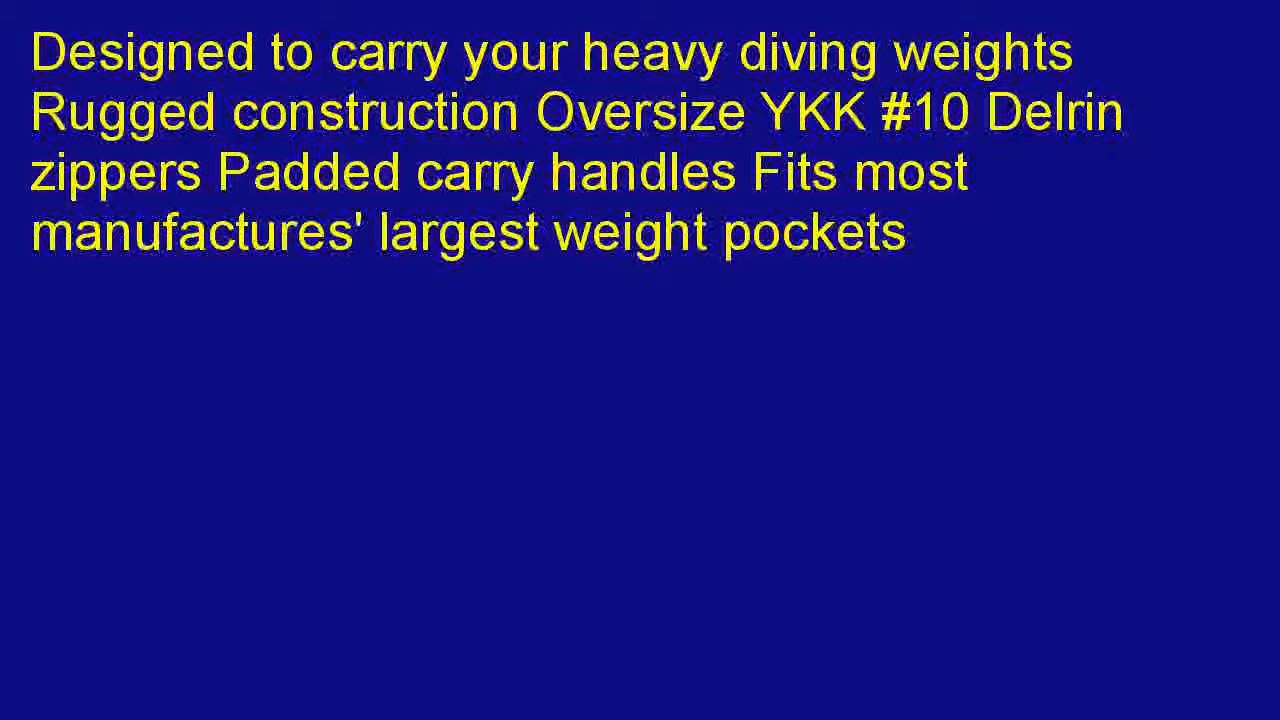 Designed to carry your heavy diving weights
Rugged construction Oversize YKK #10 Delrin
zippers Padded carry handles Fits most
manufactures' largest weight pockets